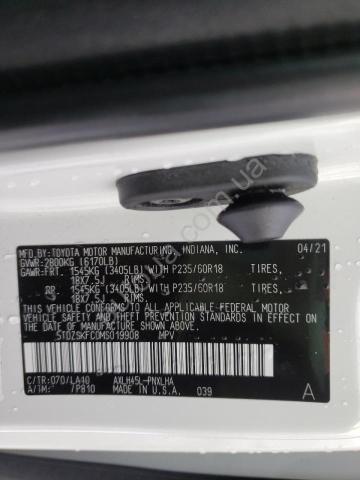 MFD.BY:TOYOTA MOTOR MANUFACTURING, INDIANA, INC. 04/21
GVWR:2800KG (6170LB)
GAWR:FRT. 1545KG (3405LB) WITH P235/60R18 TIRES,
18X7.5J RIMS
RR. 1545KG (3405LB) WITH P235/60R18 TIRES,
18X7.5J RIMS,
THIS VEHICLE CONFORMS TO ALL APPLICABLE FEDERAL MOTOR
VEHICLE SAFETY AND THEFT PREVENTION STANDARDS IN EFFECT
ON THE DATE OF MANUFACTURE SHOWN ABOVE.
5TDZSKFC0MS019908 MPV
C/TR:070/LA40 AXLH45L-PNXLHA A
A/TM: /P810 MADE IN U.S.A. 039